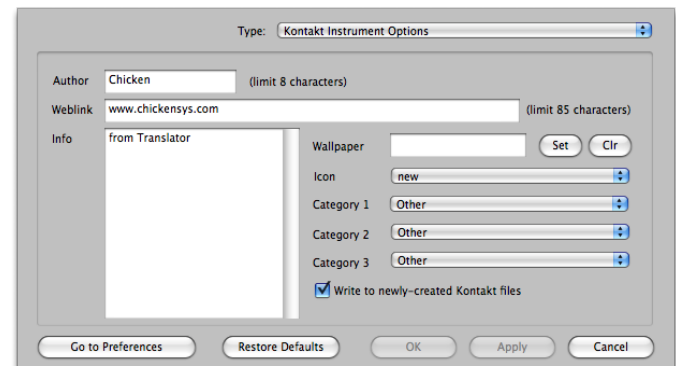 Type: Kontakt Instrument Options
Author Chicken (limit 8 characters)
Weblink www.chickensys.com (limit 85 characters)
Info from Translator
Wallpaper Set Clr
Icon new
Category 1 Other
Category 2 Other
Category 3 Other
Write to newly-created Kontakt files
Go to Preferences Restore Defaults OK Apply Cancel